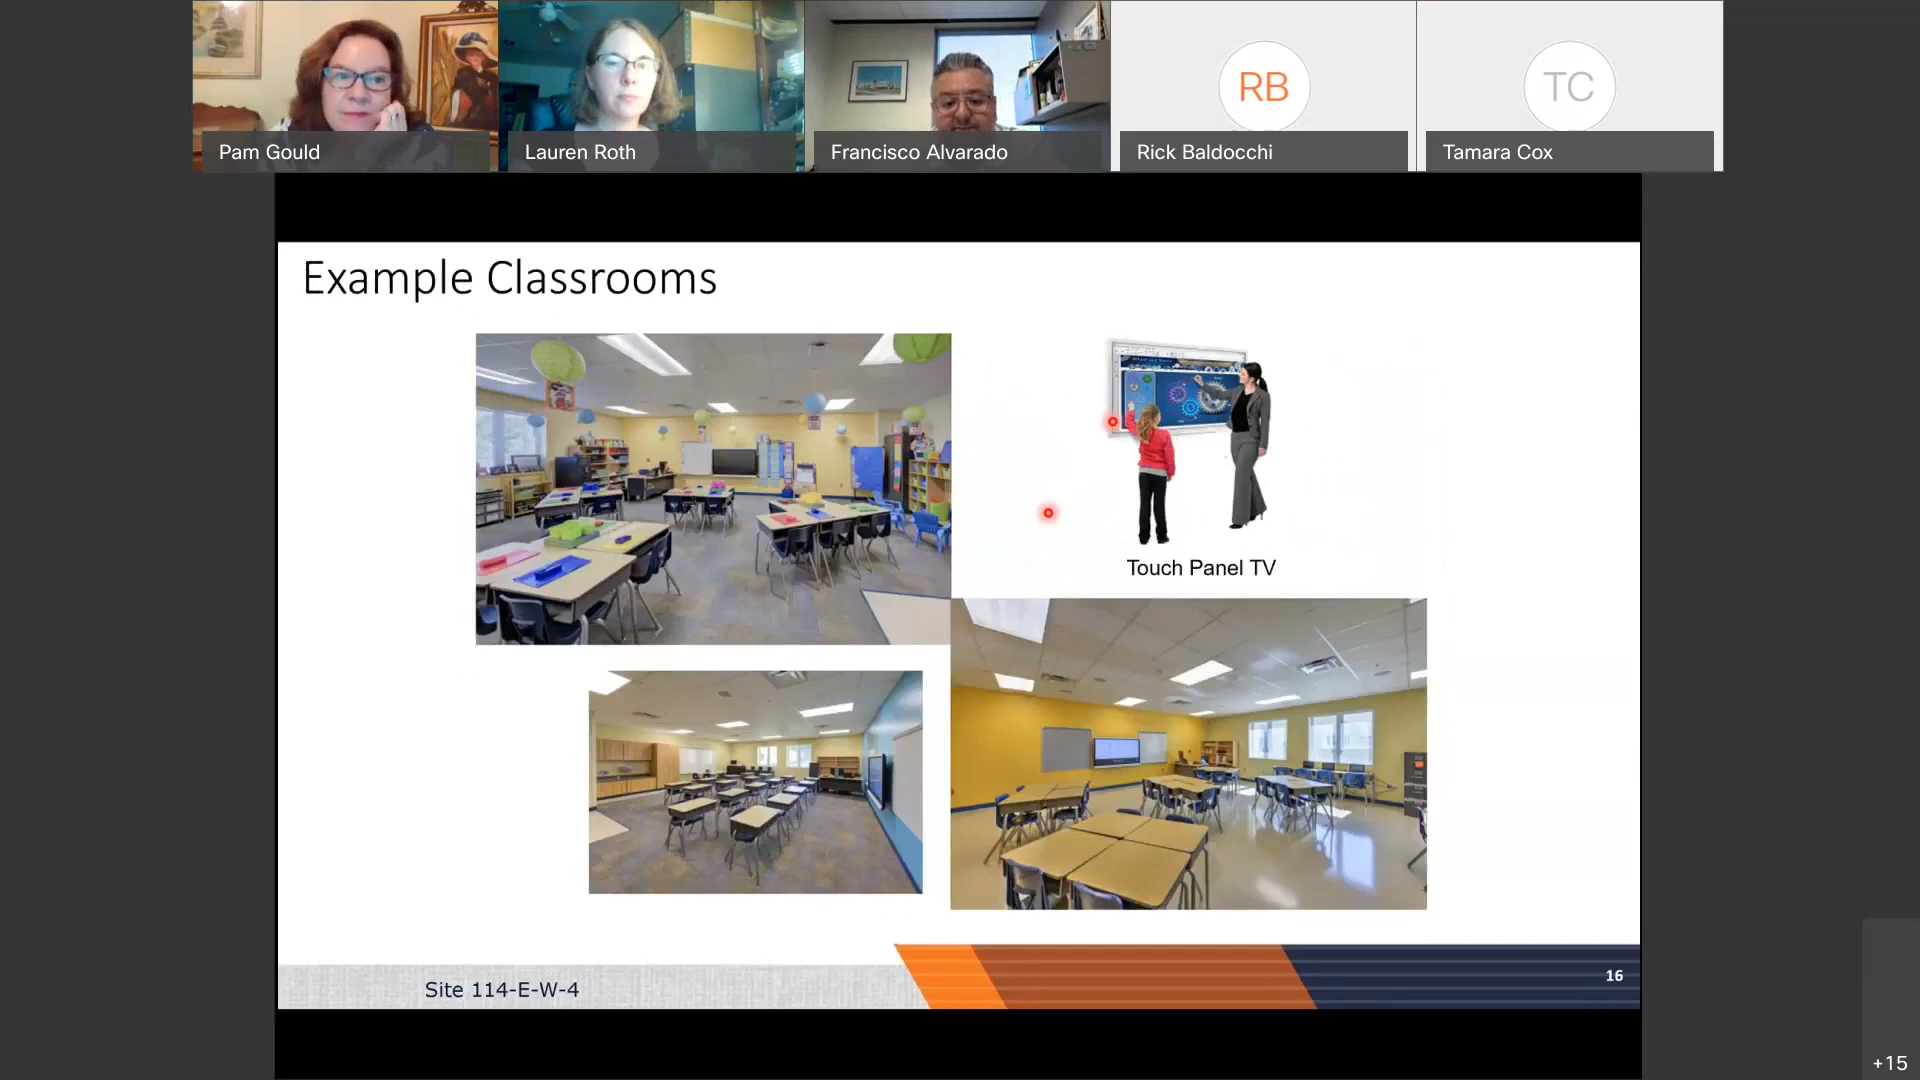 Pam Gould
Lauren Roth
Francisco Alvarado
RB
Rick Baldocchi
TC
Tamara Cox
Example Classrooms
Touch Panel TV
Site 114-E-W-4
16
+15